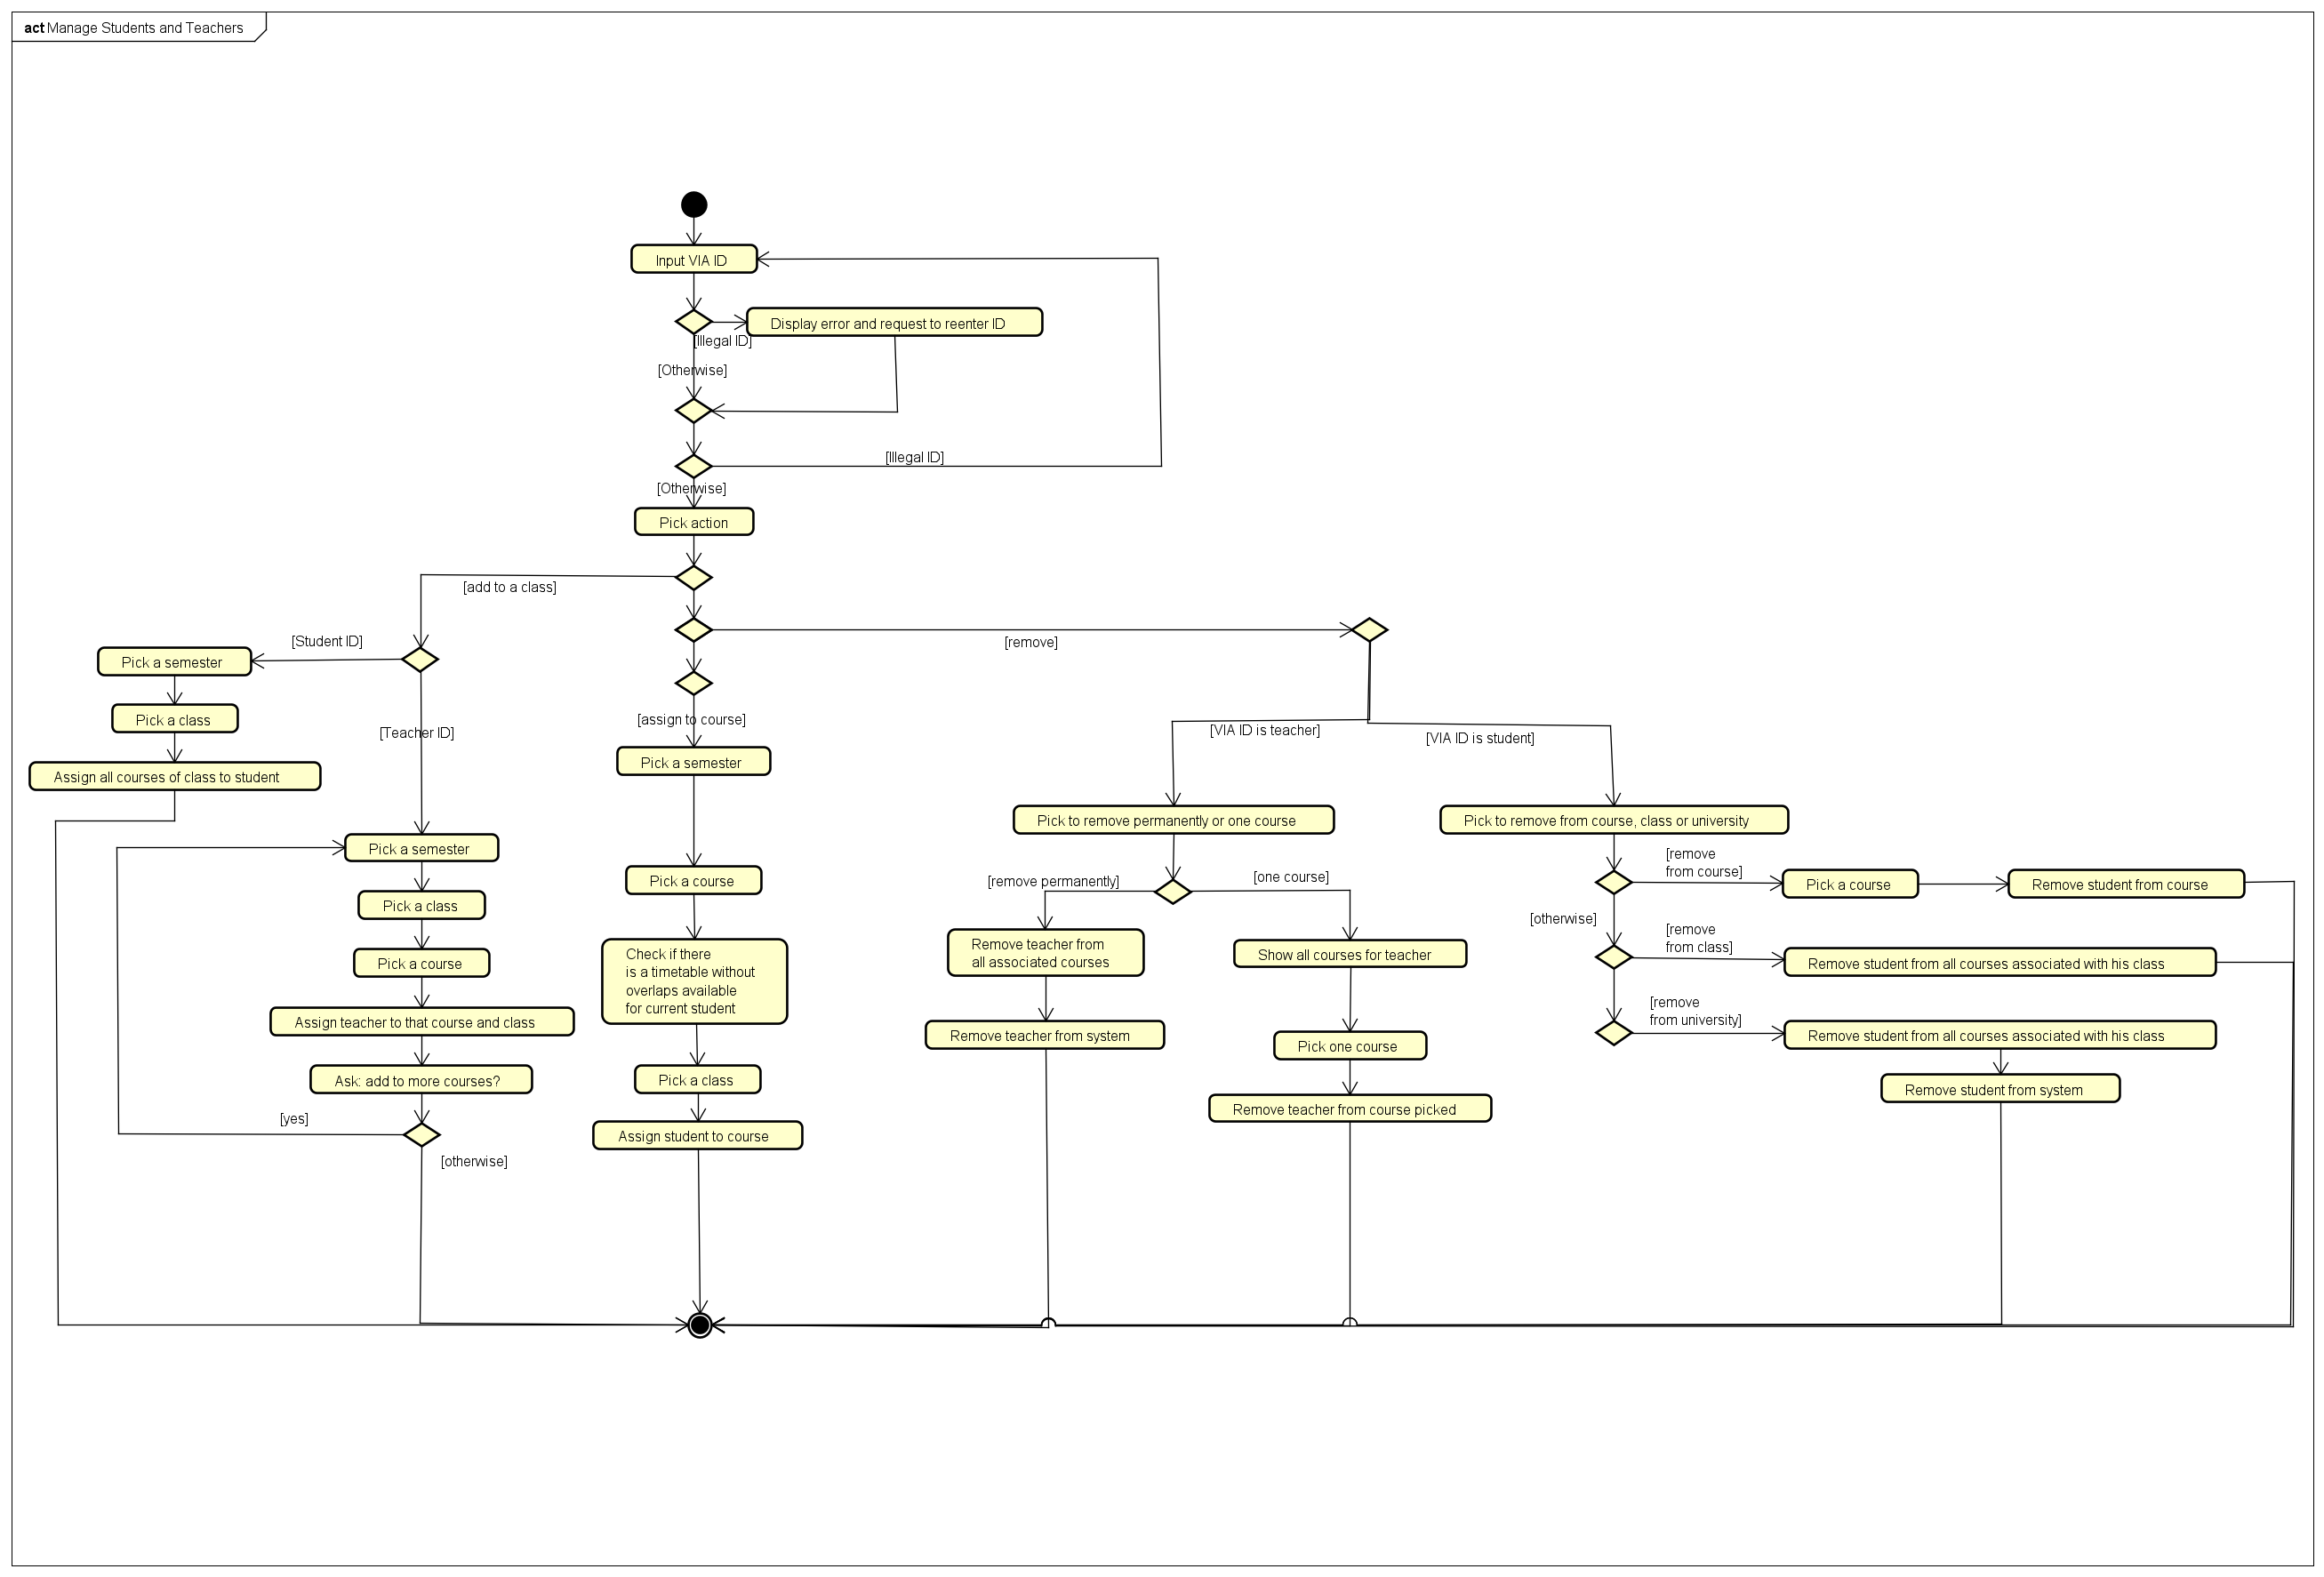 act Manage Students and Teachers
Input VIA ID
Display error and request to reenter ID
[Illegal ID]
[Otherwise]
[Illegal ID]
[Otherwise]
Pick action
[add to a class]
[Student ID]
[remove]
Pick a semester
Pick a class
[assign to course]
[Teacher ID]
[VIA ID is teacher]
[VIA ID is student]
Assign all courses of class to student
Pick a semester
Pick to remove permanently or one course
Pick to remove from course, class or university
Pick a semester
[remove
from course]
Pick a course
[remove permanently]
[one course]
Pick a course
Remove student from course
Pick a class
[otherwise]
Check if there
is a timetable without
overlaps available
for current student
Remove teacher from
all associated courses
Show all courses for teacher
[remove
from class]
Pick a course
Remove student from all courses associated with his class
[remove
from university]
Assign teacher to that course and class
Remove teacher from system
Pick one course
Remove student from all courses associated with his class
Ask: add to more courses?
Pick a class
Remove student from system
Remove teacher from course picked
[yes]
Assign student to course
[otherwise]